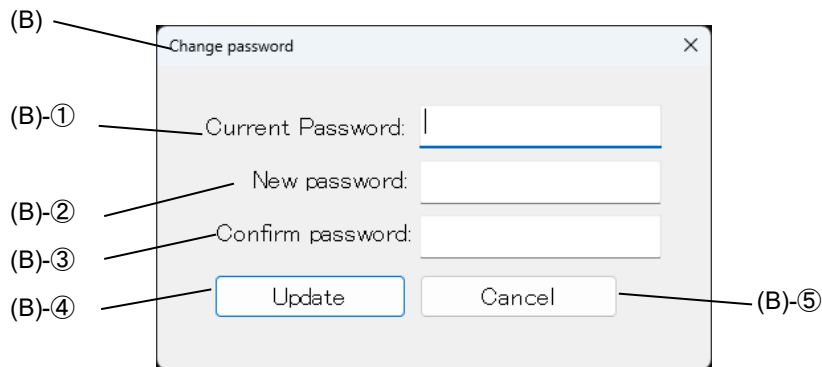 (B)
Change password
(B)-①
Current Password:
New password:
(B)-②
Confirm password:
(B)-③
Update Cancel
(B)-④
(B)-⑤